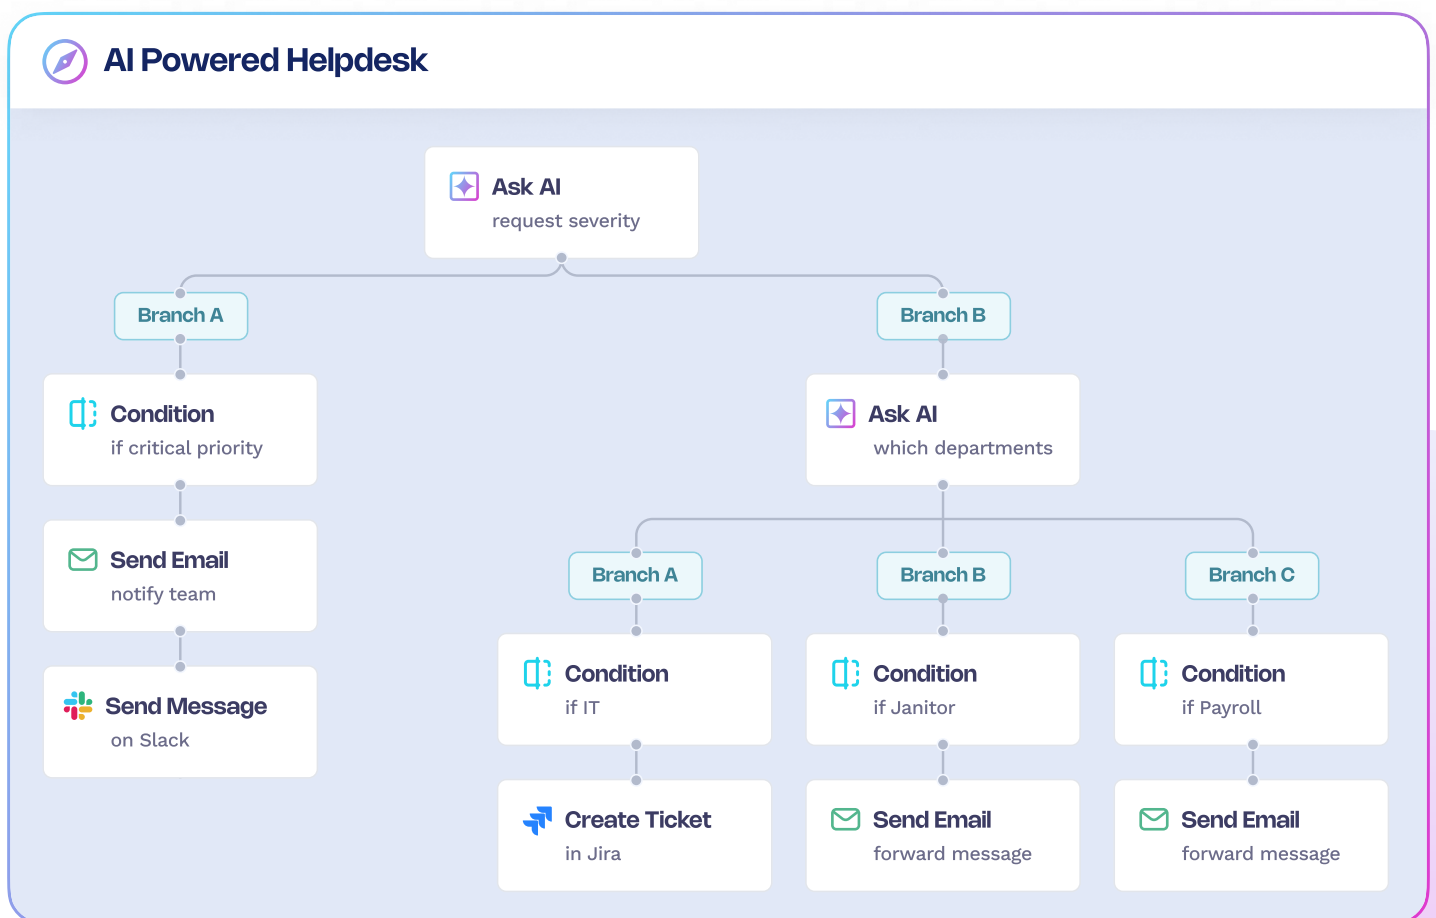 AI Powered Helpdesk
Ask AI
request severity
Branch A
Branch B
Condition
if critical priority
Ask AI
which departments
Send Email
notify team
Branch A
Branch B
Branch C
Send Message
on Slack
Condition
if IT
Condition
if Janitor
Condition
if Payroll
Create Ticket
in Jira
Send Email
forward message
Send Email
forward message